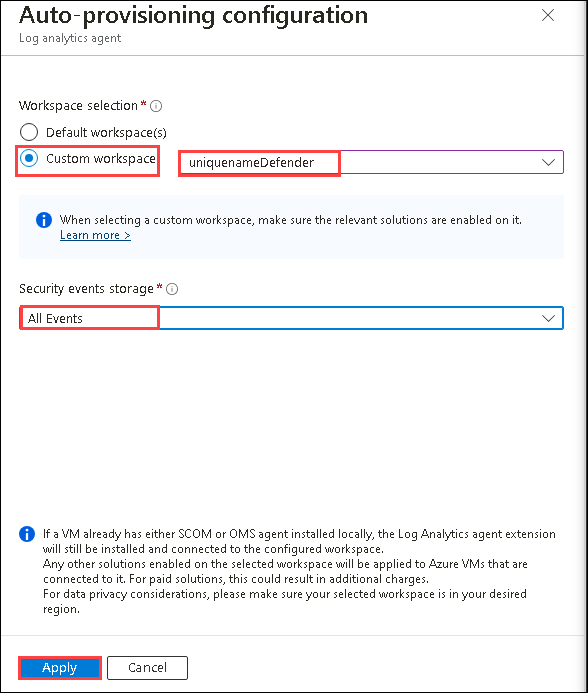 Auto-provisioning configuration
Log analytics agent
Workspace selection *
Default workspace(s)
Custom workspace uniquenameDefender
When selecting a custom workspace, make sure the relevant solutions are enabled on it.
Learn more >
Security events storage *
All Events
If a VM already has either SCOM or OMS agent installed locally, the Log Analytics agent extension
will still be installed and connected to the configured workspace.
Any other solutions enabled on the selected workspace will be applied to Azure VMs that are
connected to it. For paid solutions, this could result in additional charges.
For data privacy considerations, please make sure your selected workspace is in your desired
region.
Apply Cancel